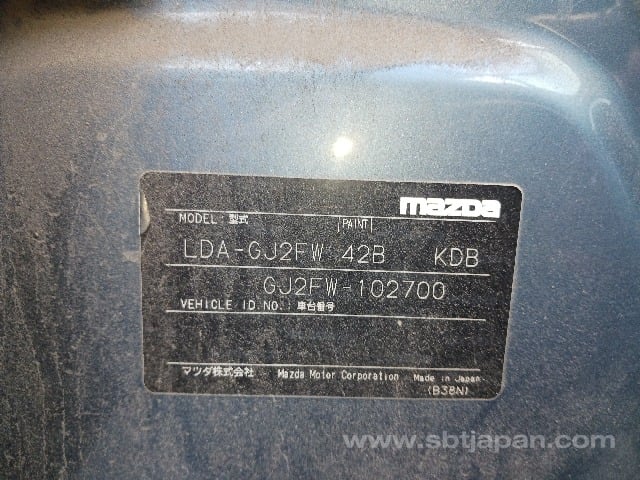 mazda
MODEL:型式 PAINT
LDA-GJ2FW 42B KDB
GJ2FW-102700
VEHICLE ID.NO.:車台番号
マツダ株式会社 Mazda Motor Corporation Made in Japan
(B38N)
www.sbtjapan.com